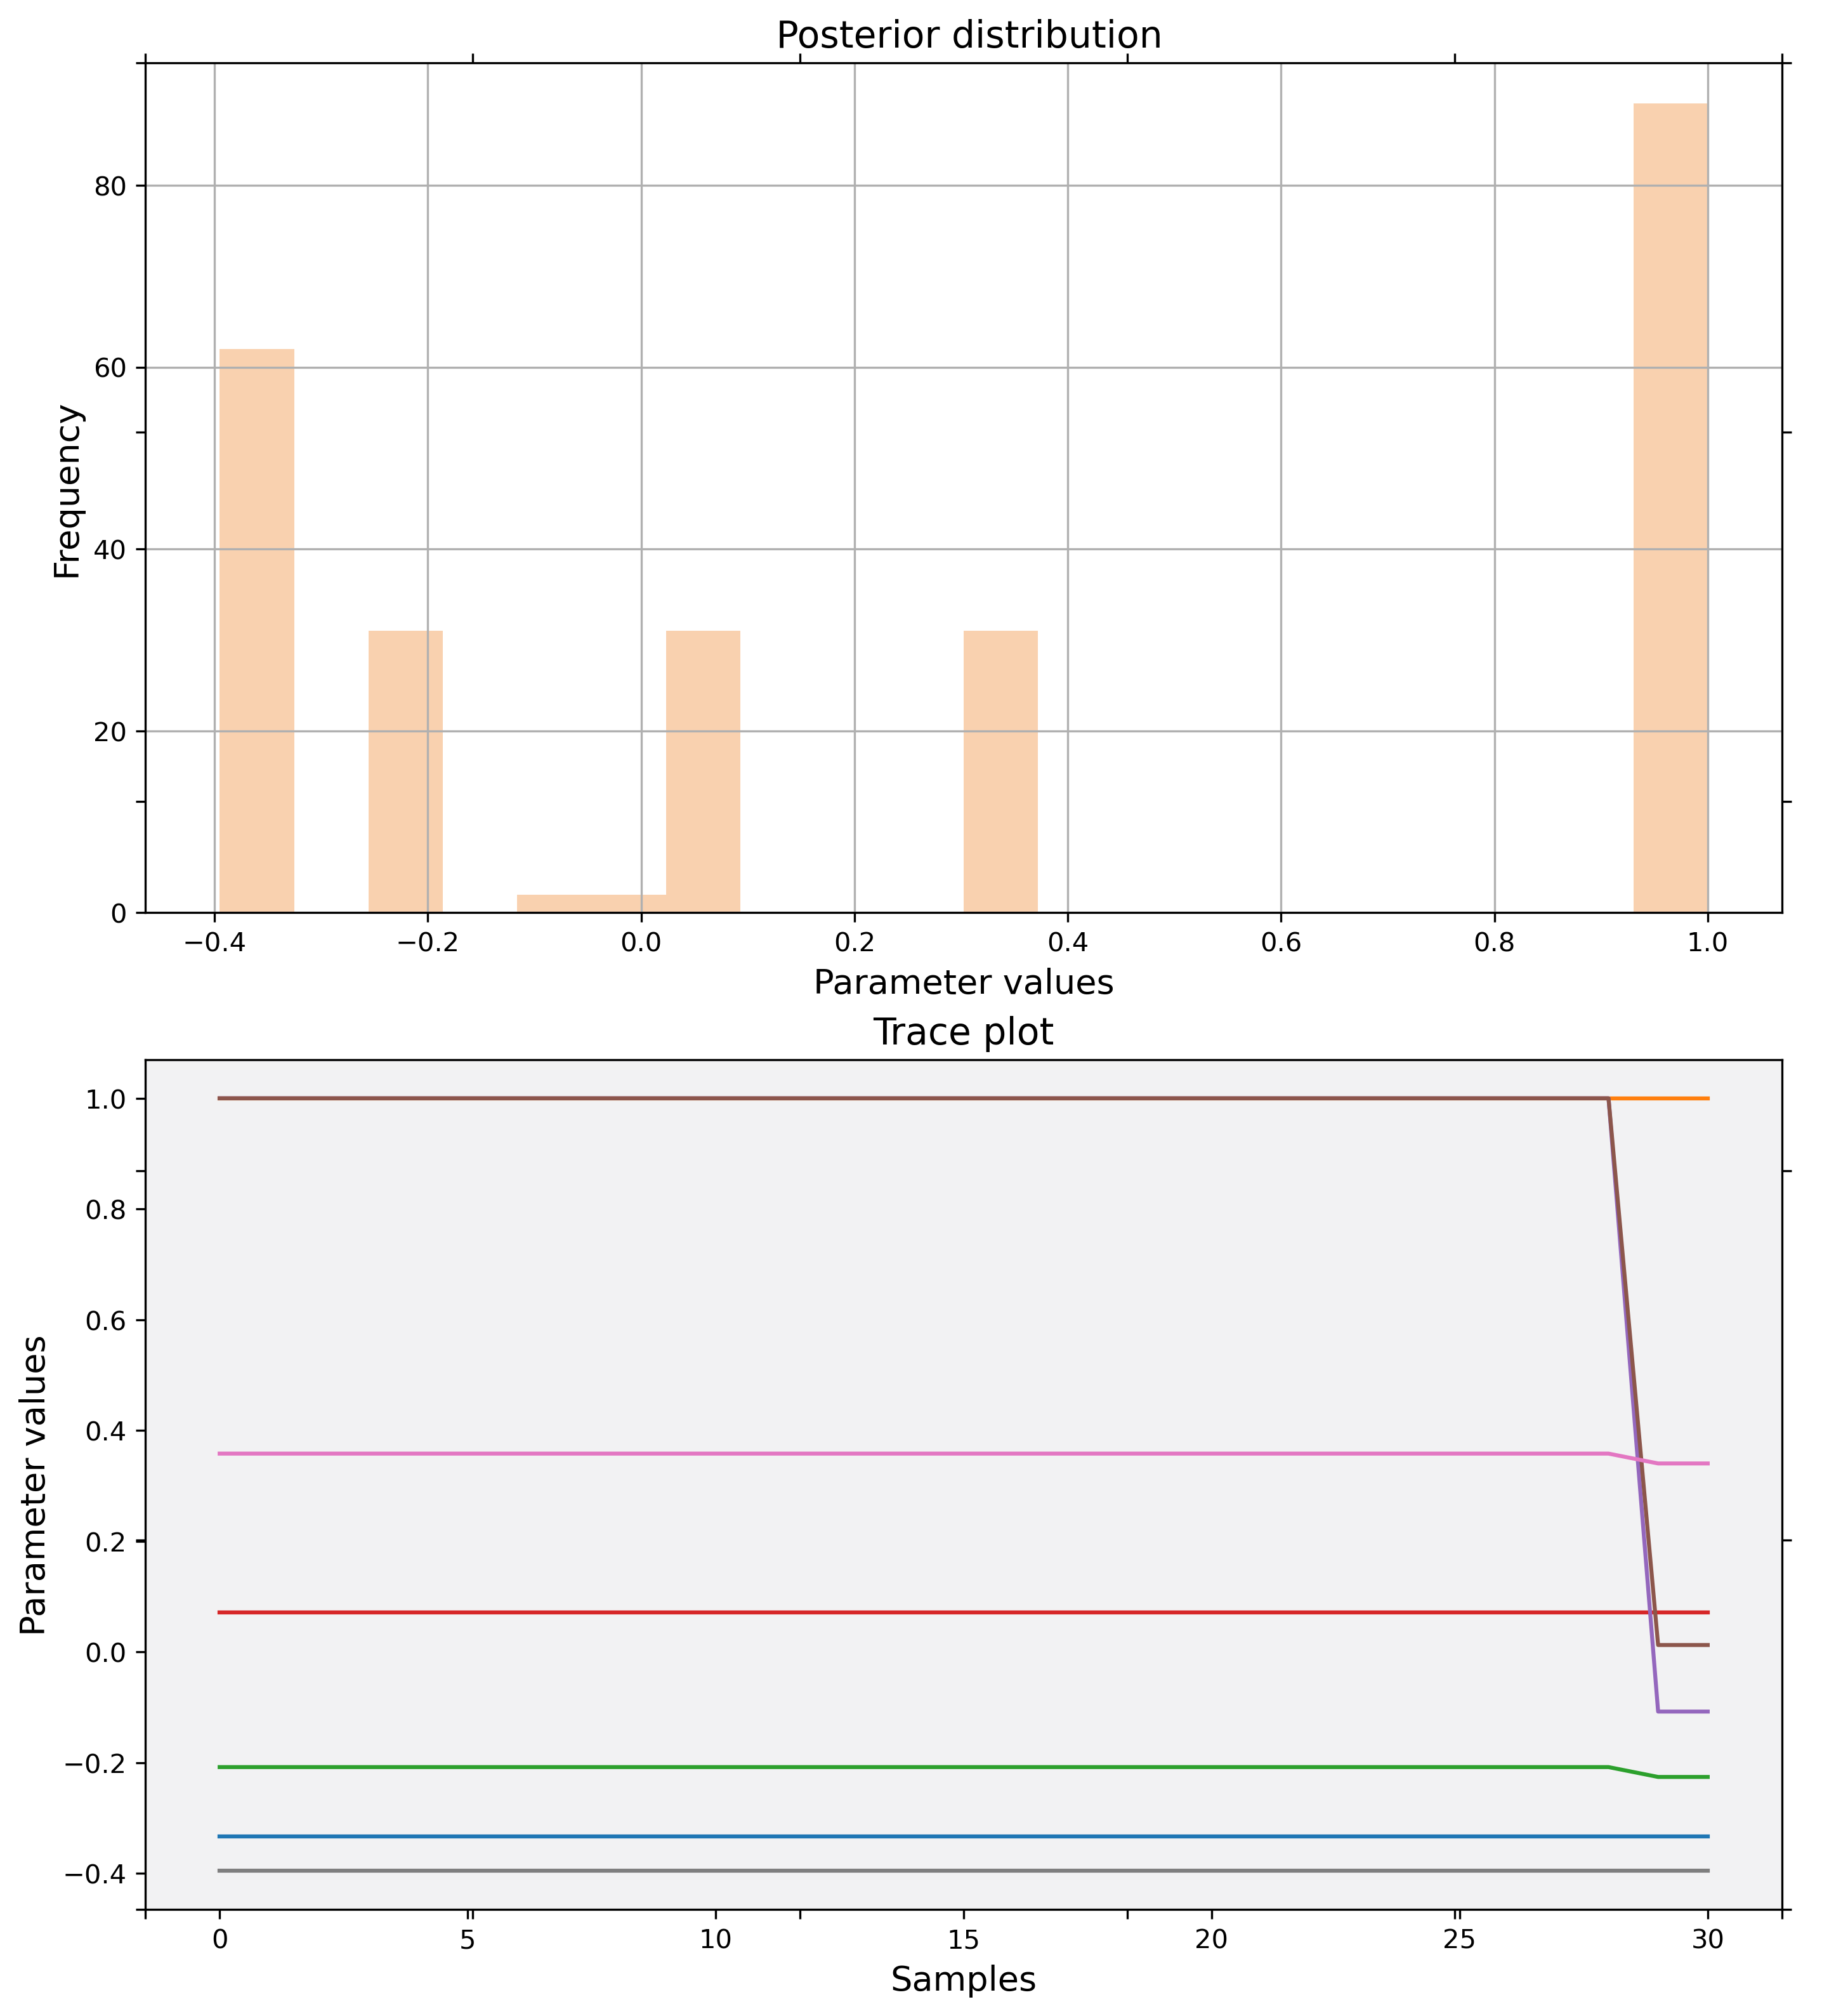 Posterior distribution
80
60
40
20
0
Frequency
−0.4 −0.2 0.0 0.2 0.4 0.6 0.8 1.0
Parameter values
Trace plot
1.0
0.8
0.6
0.4
0.2
0.0
−0.2
−0.4
Parameter values
0 5 10 15 20 25 30
Samples